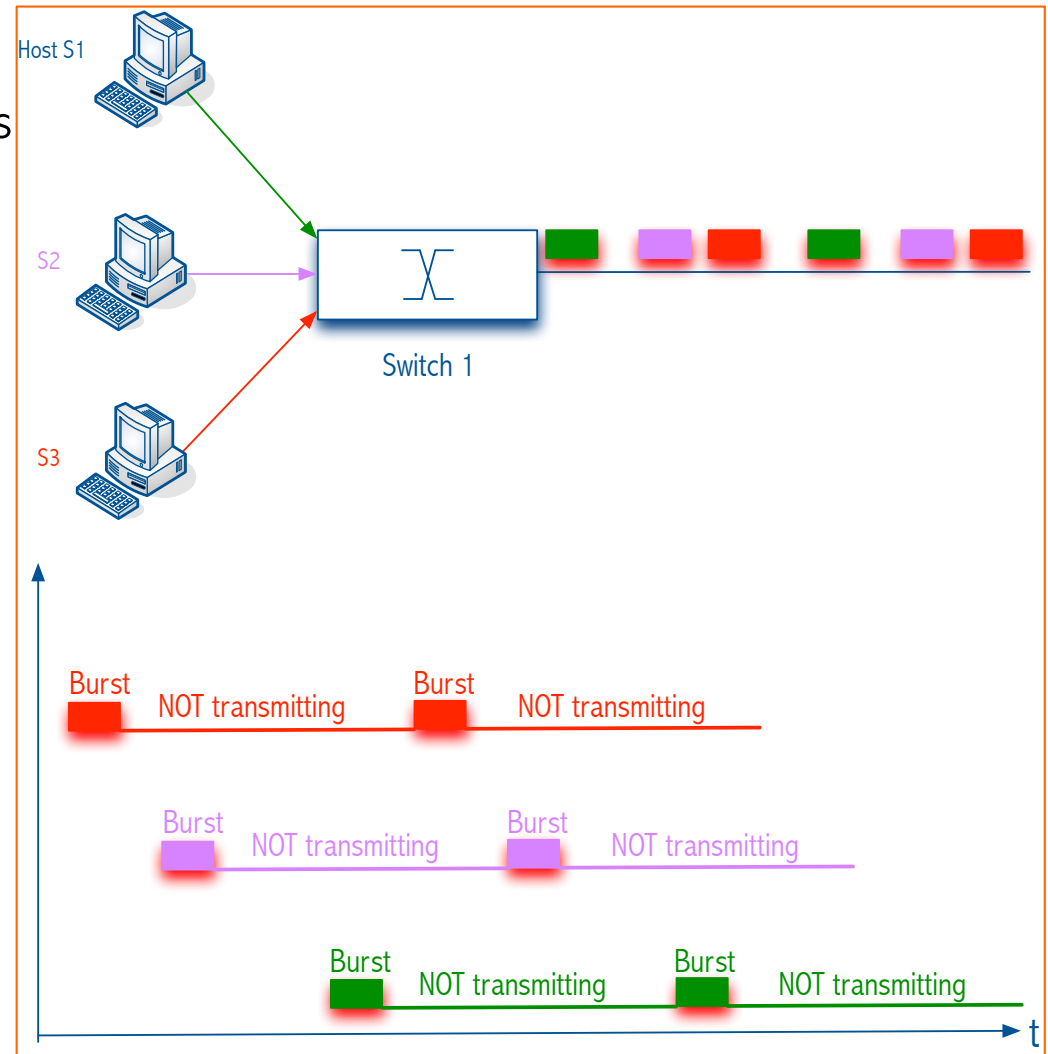 Host S1
s
S2
Switch 1
S3
Burst Burst
NOT transmitting NOT transmitting
Burst Burst
NOT transmitting NOT transmitting
Burst Burst
NOT transmitting NOT transmitting
t